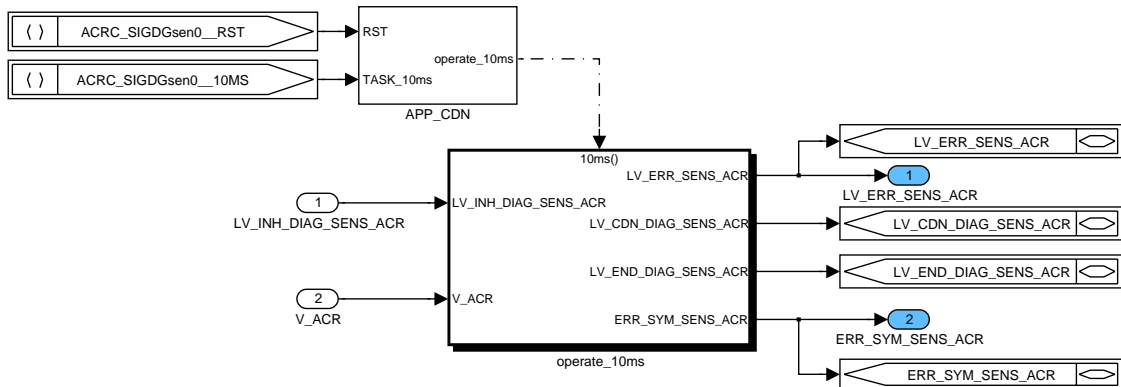 ACRC_SIGDGsen0__RST
RST
operate_10ms
ACRC_SIGDGsen0__10MS
TASK_10ms
APP_CDN
10ms()
LV_ERR_SENS_ACR
LV_ERR_SENS_ACR
1
LV_ERR_SENS_ACR
1
LV_INH_DIAG_SENS_ACR
LV_INH_DIAG_SENS_ACR
LV_CDN_DIAG_SENS_ACR
LV_CDN_DIAG_SENS_ACR
LV_END_DIAG_SENS_ACR
LV_END_DIAG_SENS_ACR
2
V_ACR
V_ACR
ERR_SYM_SENS_ACR
2
ERR_SYM_SENS_ACR
operate_10ms
ERR_SYM_SENS_ACR